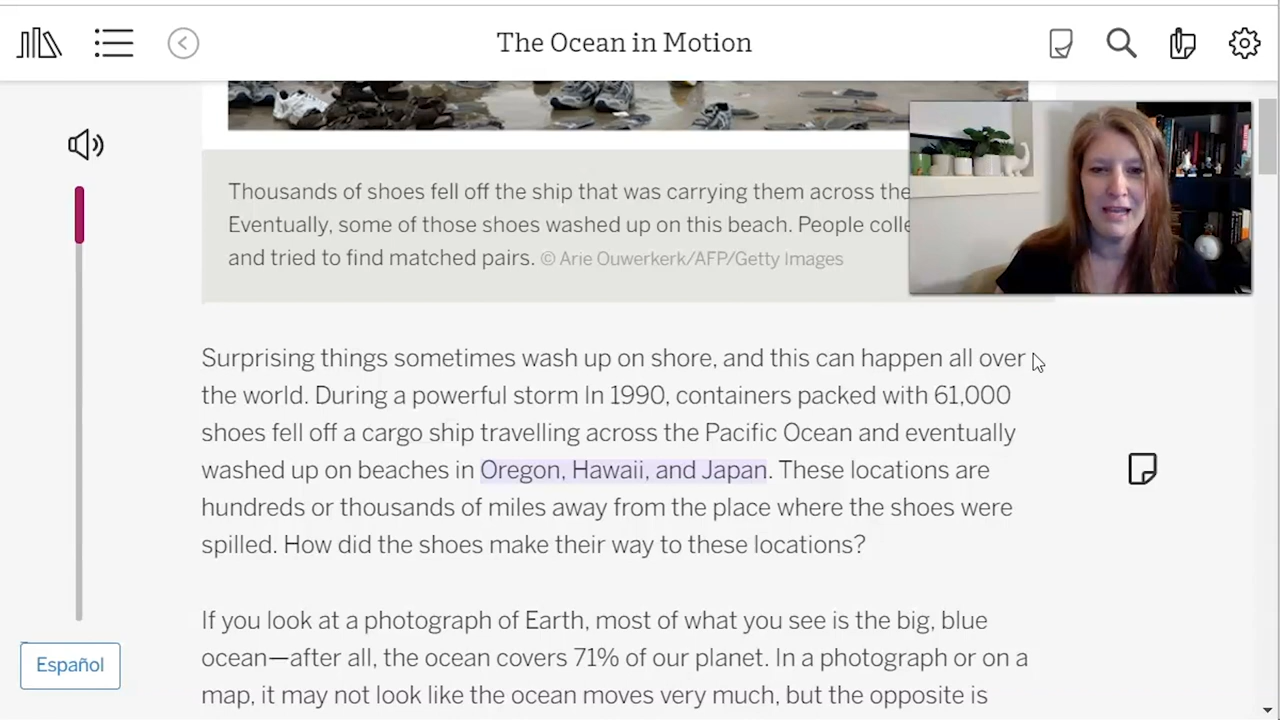 The Ocean in Motion
Thousands of shoes fell off the ship that was carrying them across the
Eventually, some of those shoes washed up on this beach. People colle
and tried to find matched pairs. © Arie Ouwerkerk/AFP/Getty Images
Surprising things sometimes wash up on shore, and this can happen all over
the world. During a powerful storm In 1990, containers packed with 61,000
shoes fell off a cargo ship travelling across the Pacific Ocean and eventually
washed up on beaches in Oregon, Hawaii, and Japan. These locations are
hundreds or thousands of miles away from the place where the shoes were
spilled. How did the shoes make their way to these locations?
If you look at a photograph of Earth, most of what you see is the big, blue
ocean—after all, the ocean covers 71% of our planet. In a photograph or on a
map, it may not look like the ocean moves very much, but the opposite is
Español